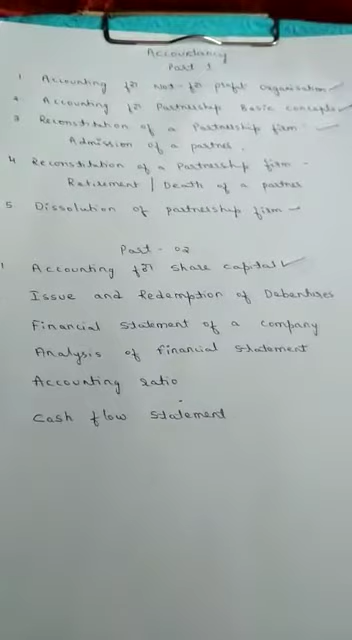 Accountancy
Part 1
1 Accounting for Not-for profit organisation
2 Accounting for Partnership Basic concepts
3 Reconstitution of a Partnership firm -
Admission of a partner.
4 Reconstitution of a Partnership firm -
Retirement / Death of a partner
5 Dissolution of partnership firm -
Part - 02
1 Accounting for share capital
Issue and Redemption of Debentures
Financial statement of a company
Analysis of financial statement
Accounting ratio
Cash flow statement